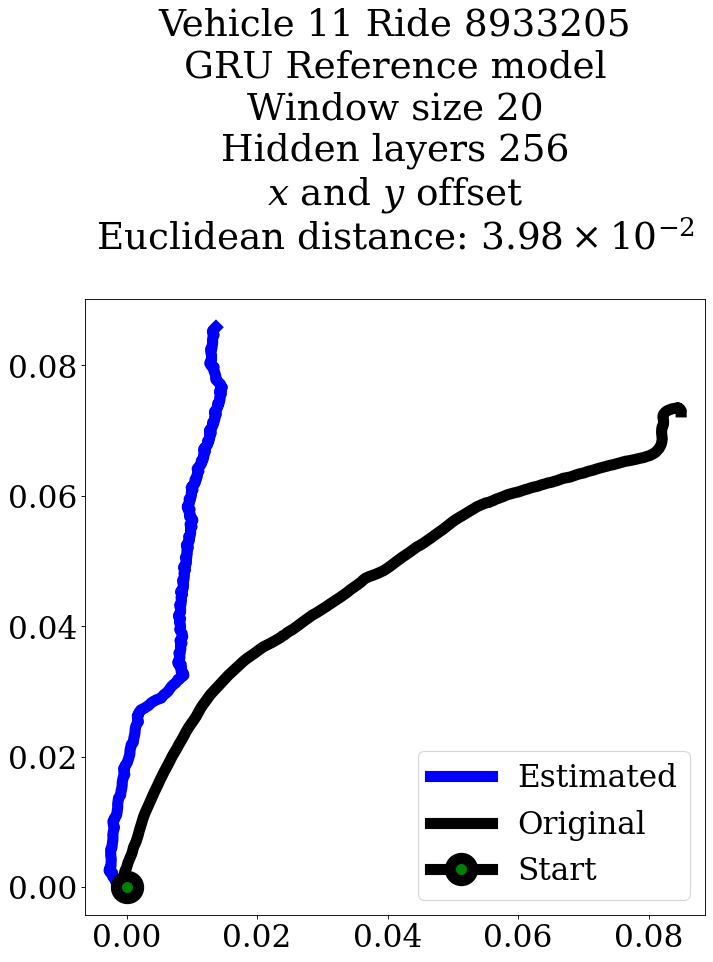 Vehicle 11 Ride 8933205
GRU Reference model
Window size 20
Hidden layers 256
x and y offset
Euclidean distance: 3.98 × 10⁻²
0.08
0.06
0.04
0.02
0.00
Estimated
Original
Start
0.00 0.02 0.04 0.06 0.08